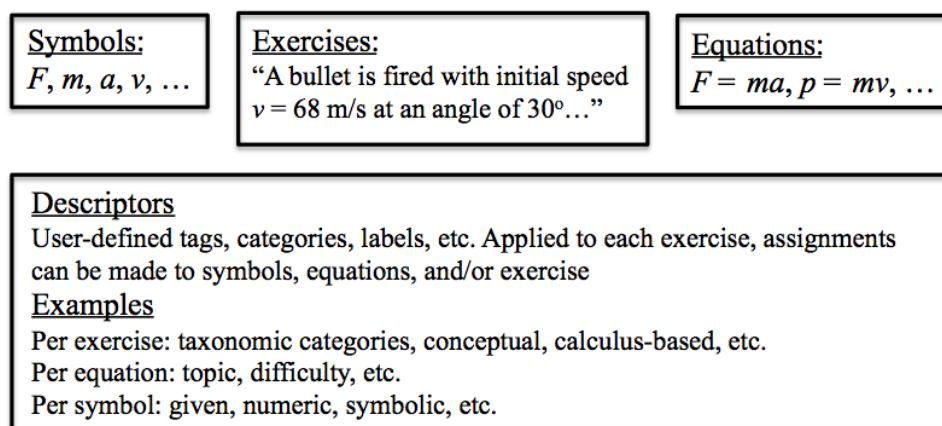 Symbols:
F, m, a, v, …
Exercises:
“A bullet is fired with initial speed
v = 68 m/s at an angle of 30º…”
Equations:
F = ma, p = mv, …
Descriptors
User-defined tags, categories, labels, etc. Applied to each exercise, assignments
can be made to symbols, equations, and/or exercise
Examples
Per exercise: taxonomic categories, conceptual, calculus-based, etc.
Per equation: topic, difficulty, etc.
Per symbol: given, numeric, symbolic, etc.